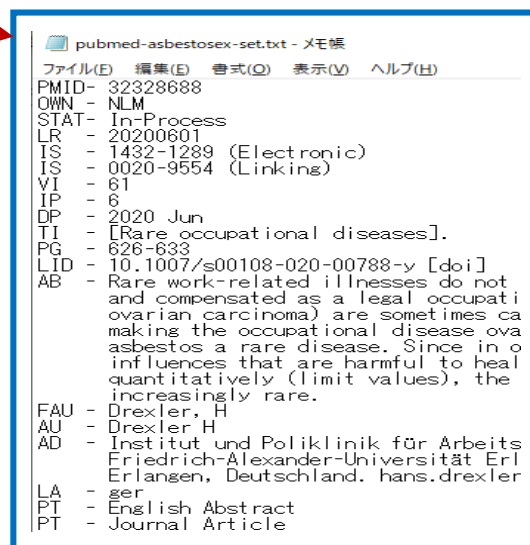 pubmed-asbestosex-set.txt - メモ帳
ファイル(F) 編集(E) 書式(O) 表示(V) ヘルプ(H)
PMID- 32328688
OWN - NLM
STAT- In-Process
LR  - 20200601
IS  - 1432-1289 (Electronic)
IS  - 0020-9554 (Linking)
VI  - 61
IP  - 6
DP  - 2020 Jun
TI  - [Rare occupational diseases].
PG  - 626-633
LID - 10.1007/s00108-020-00788-y [doi]
AB  - Rare work-related illnesses do not
and compensated as a legal occupati
ovarian carcinoma) are sometimes ca
making the occupational disease ova
asbestos a rare disease. Since in o
influences that are harmful to heal
quantitatively (limit values), the
increasingly rare.
FAU - Drexler, H
AU  - Drexler H
AD  - Institut und Poliklinik für Arbeits
Friedrich-Alexander-Universität Erl
Erlangen, Deutschland. hans.drexler
LA  - ger
PT  - English Abstract
PT  - Journal Article